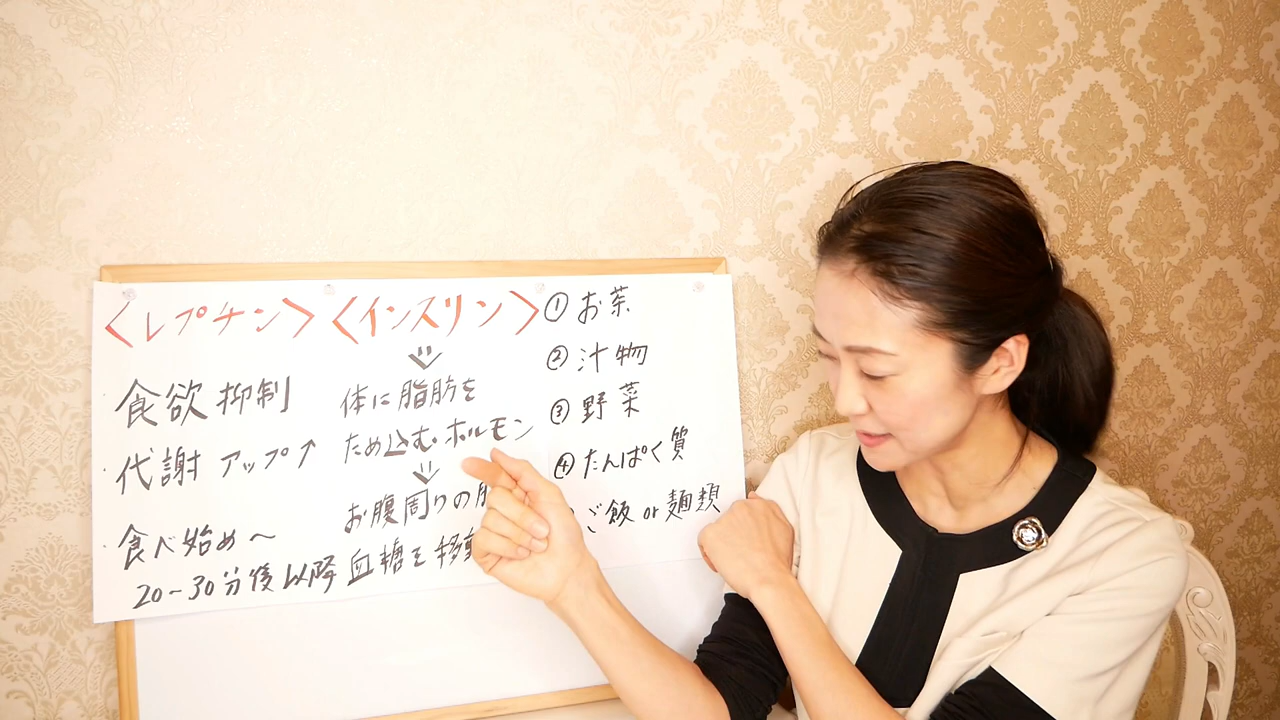 <レプチン>
食欲抑制
・代謝アップ↑
・食べ始め~
20~30分後以降
<インスリン>
体に脂肪を
ため込むホルモン
お腹周りの
血糖を移
①お茶
②汁物
③野菜
④たんぱく質
ご飯or麺類